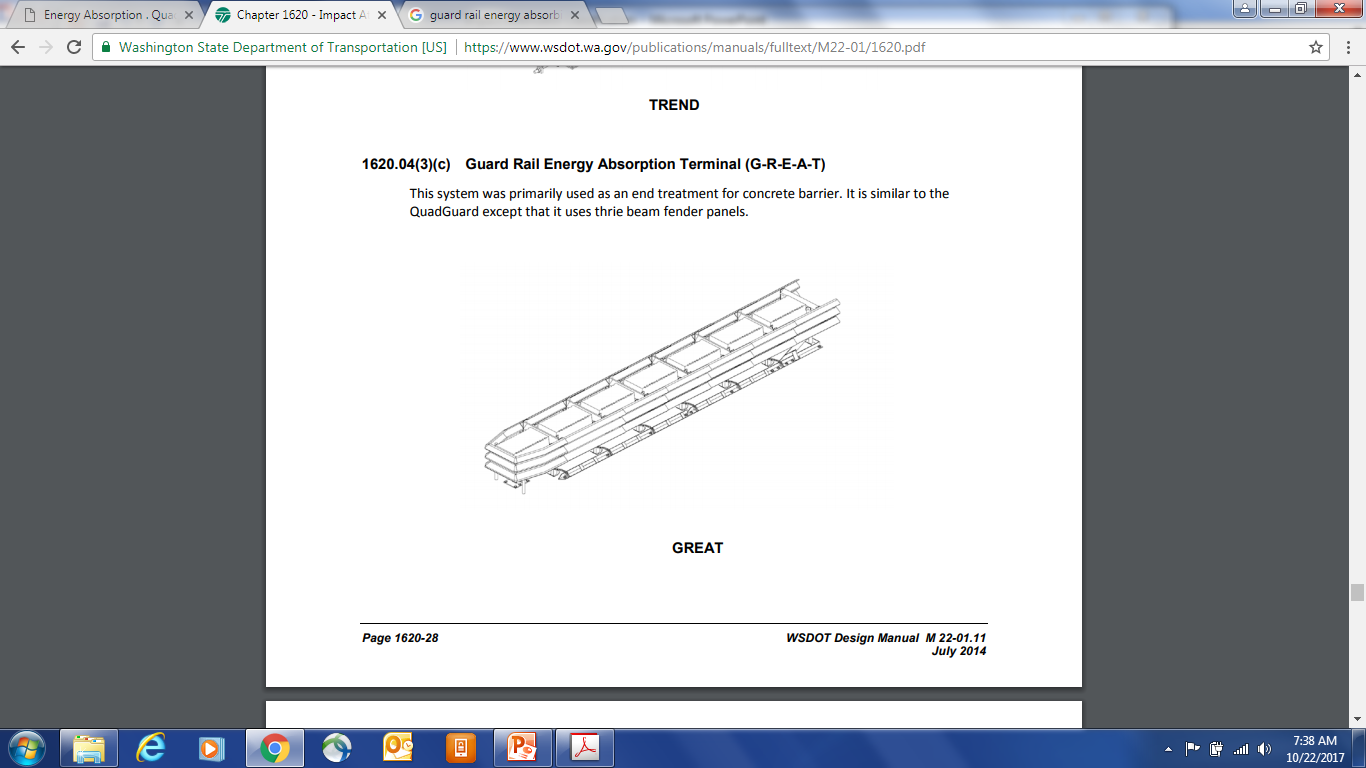 Energy Absorption . Qua
Chapter 1620 - Impact A
guard rail energy absorb
Microsoft PowerPoint
Washington State Department of Transportation [US]
https://www.wsdot.wa.gov/publications/manuals/fulltext/M22-01/1620.pdf
TREND
1620.04(3)(c) Guard Rail Energy Absorption Terminal (G-R-E-A-T)
This system was primarily used as an end treatment for concrete barrier. It is similar to the
QuadGuard except that it uses thrie beam fender panels.
GREAT
Page 1620-28
WSDOT Design Manual M 22-01.11
July 2014
7:38 AM
10/22/2017